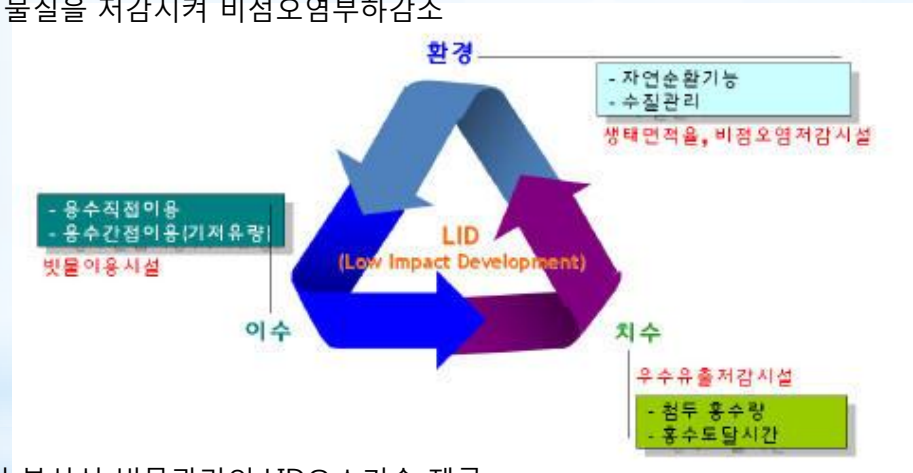 물질을 저감시켜 비점오염부하감소
환경
- 자연순환기능
- 수질관리
생태면적율, 비점오염저감시설
- 용수직접이용
- 용수간접이용(기저유량)
빗물이용시설
LID
(Low Impact Development)
이수
치수
우수유출저감시설
- 첨두 홍수량
- 홍수도달시간